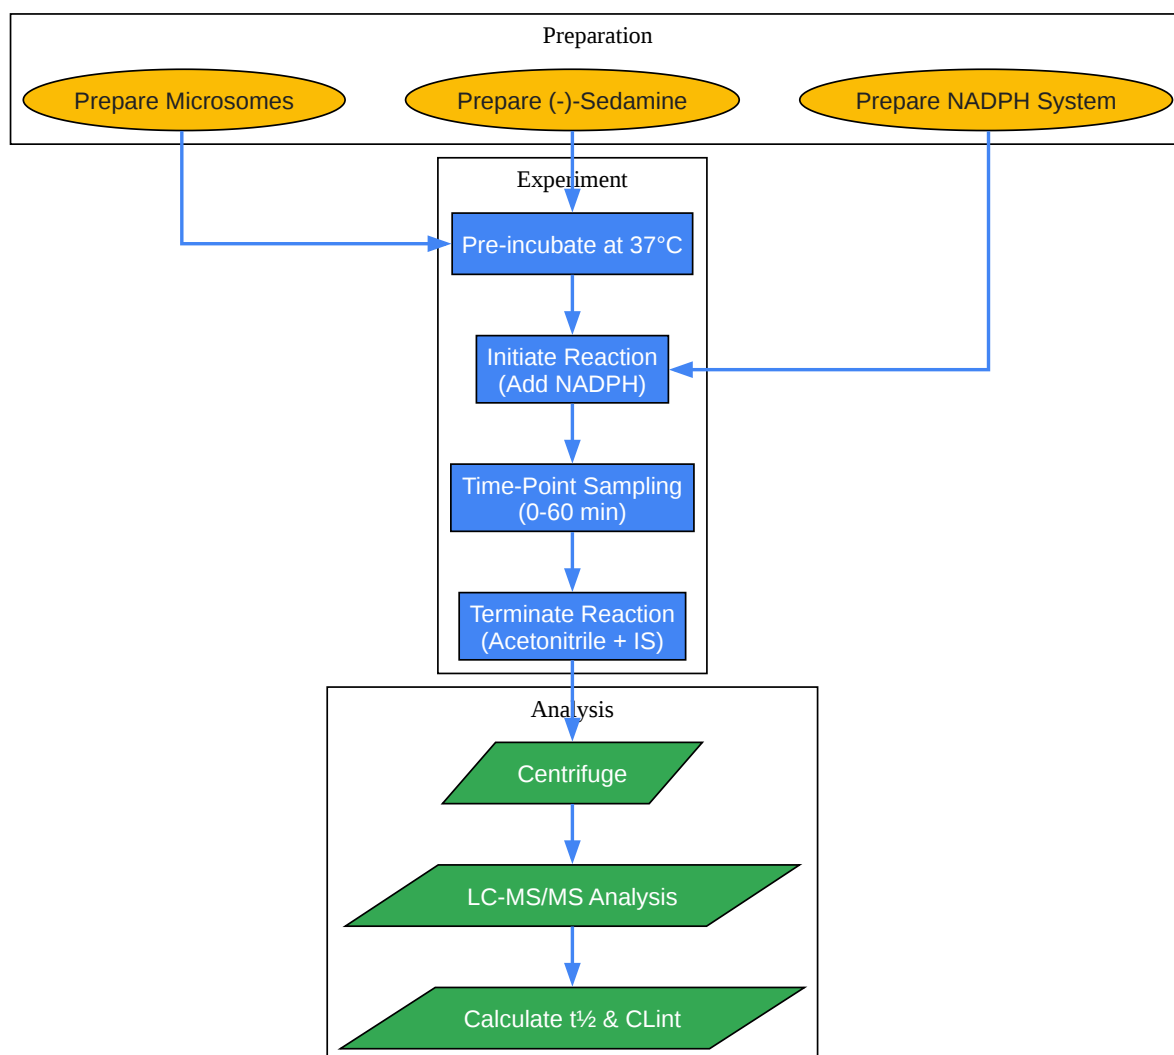 Preparation
Prepare Microsomes
Prepare (-)-Sedamine
Prepare NADPH System
Experiment
Pre-incubate at 37°C
Initiate Reaction
(Add NADPH)
Time-Point Sampling
(0-60 min)
Terminate Reaction
(Acetonitrile + IS)
Analysis
Centrifuge
LC-MS/MS Analysis
Calculate t½ & CLint